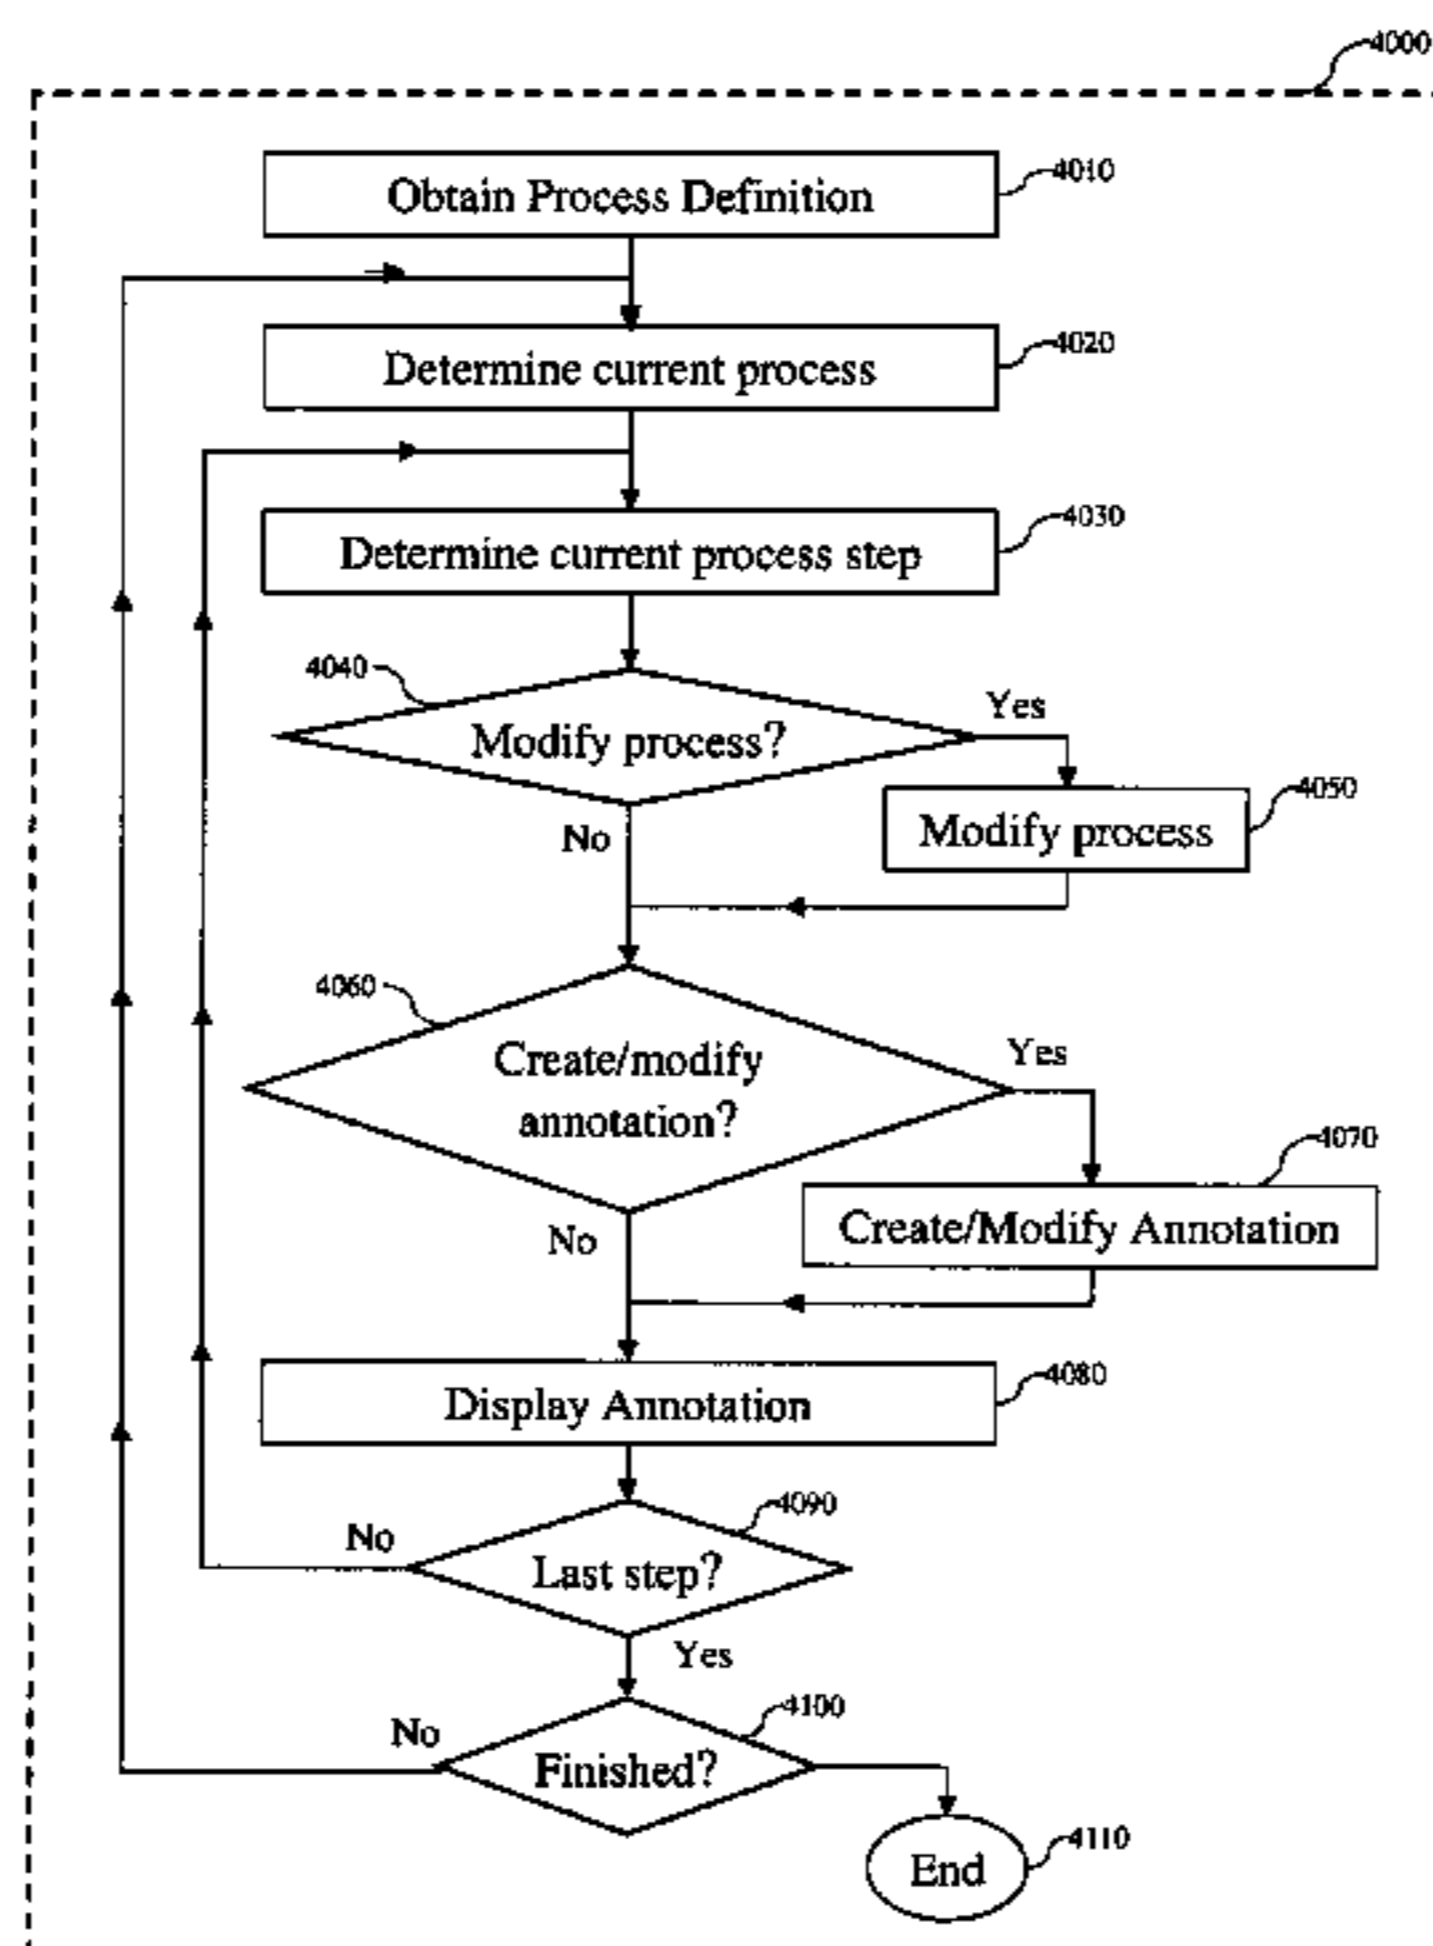 4000
Obtain Process Definition
4010
Determine current process
4020
Determine current process step
4030
4040
Modify process?
Yes
Modify process
4050
No
4060
Create/modify
annotation?
Yes
Create/Modify Annotation
4070
No
Display Annotation
4080
4090
No
Last step?
Yes
4100
No
Finished?
End
4110